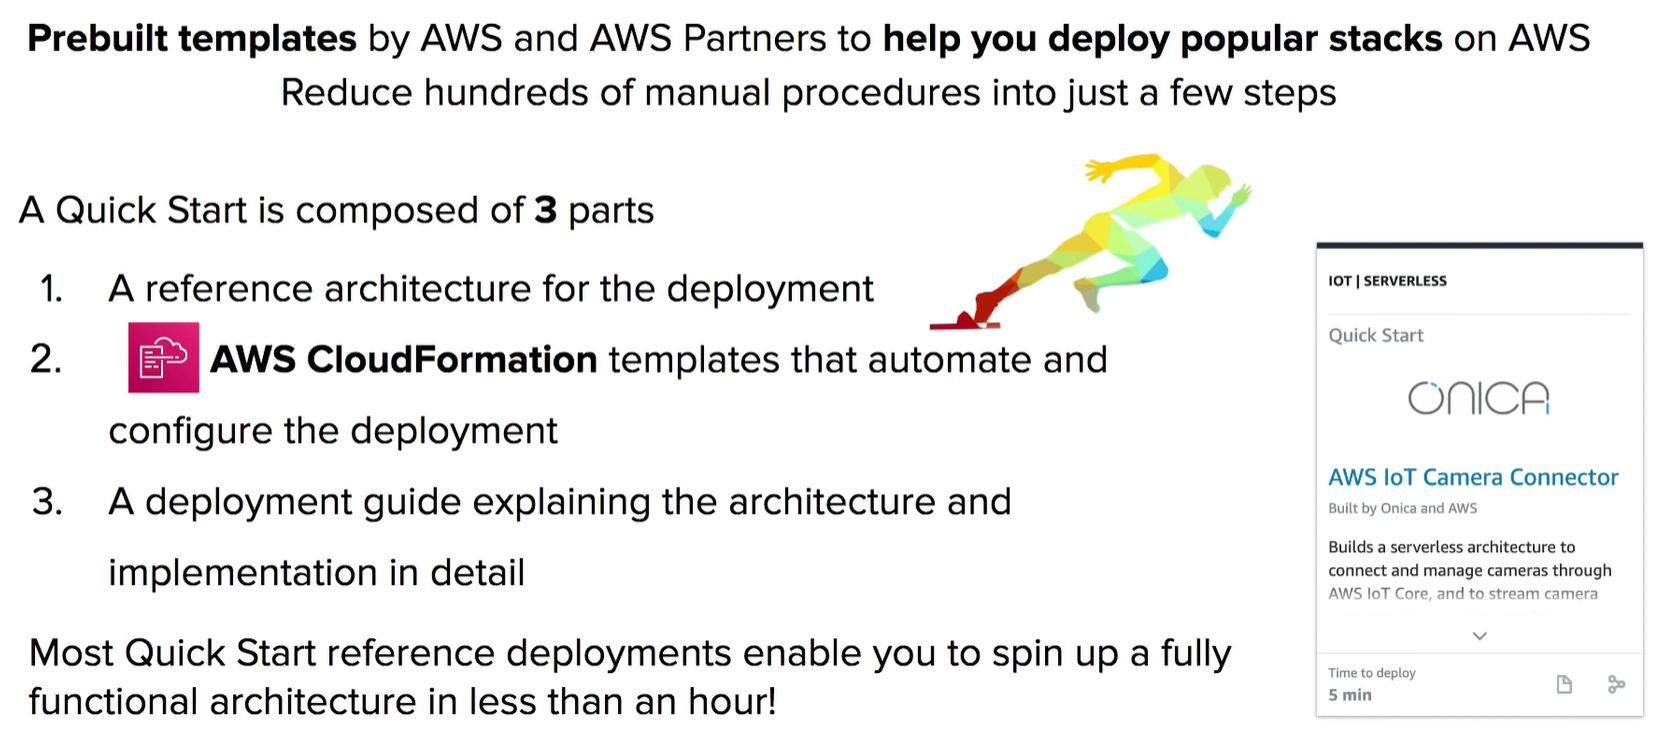 Prebuilt templates by AWS and AWS Partners to help you deploy popular stacks on AWS
Reduce hundreds of manual procedures into just a few steps
A Quick Start is composed of 3 parts
1. A reference architecture for the deployment
2. AWS CloudFormation templates that automate and
configure the deployment
3. A deployment guide explaining the architecture and
implementation in detail
Most Quick Start reference deployments enable you to spin up a fully
functional architecture in less than an hour!
IOT | SERVERLESS
Quick Start
ONICA
AWS IoT Camera Connector
Built by Onica and AWS
Builds a serverless architecture to
connect and manage cameras through
AWS IoT Core, and to stream camera
Time to deploy
5 min